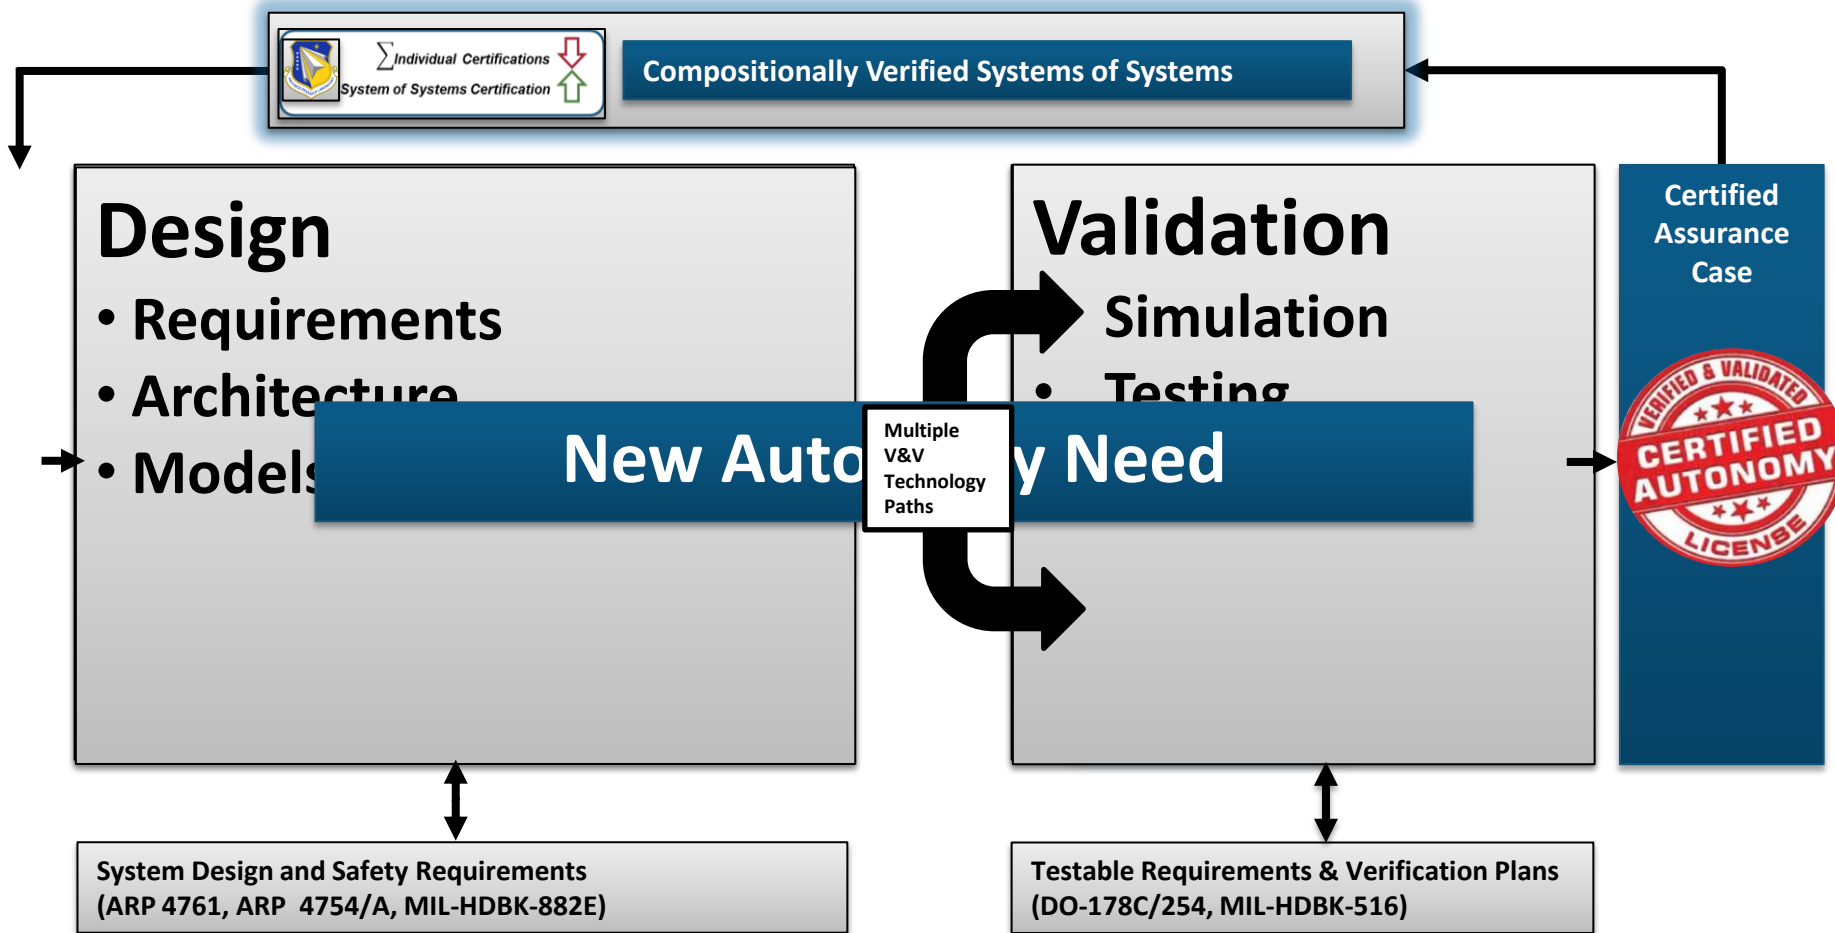 ∑Individual Certifications
System of Systems Certification
Compositionally Verified Systems of Systems
Design
• Requirements
• Architecture
• Models
Validation
Simulation
• Testing
New Auto y Need
Multiple
V&V
Technology
Paths
Certified
Assurance
Case
VERIFIED & VALIDATED
CERTIFIED
AUTONOMY
LICENSE
System Design and Safety Requirements
(ARP 4761, ARP 4754/A, MIL-HDBK-882E)
Testable Requirements & Verification Plans
(DO-178C/254, MIL-HDBK-516)